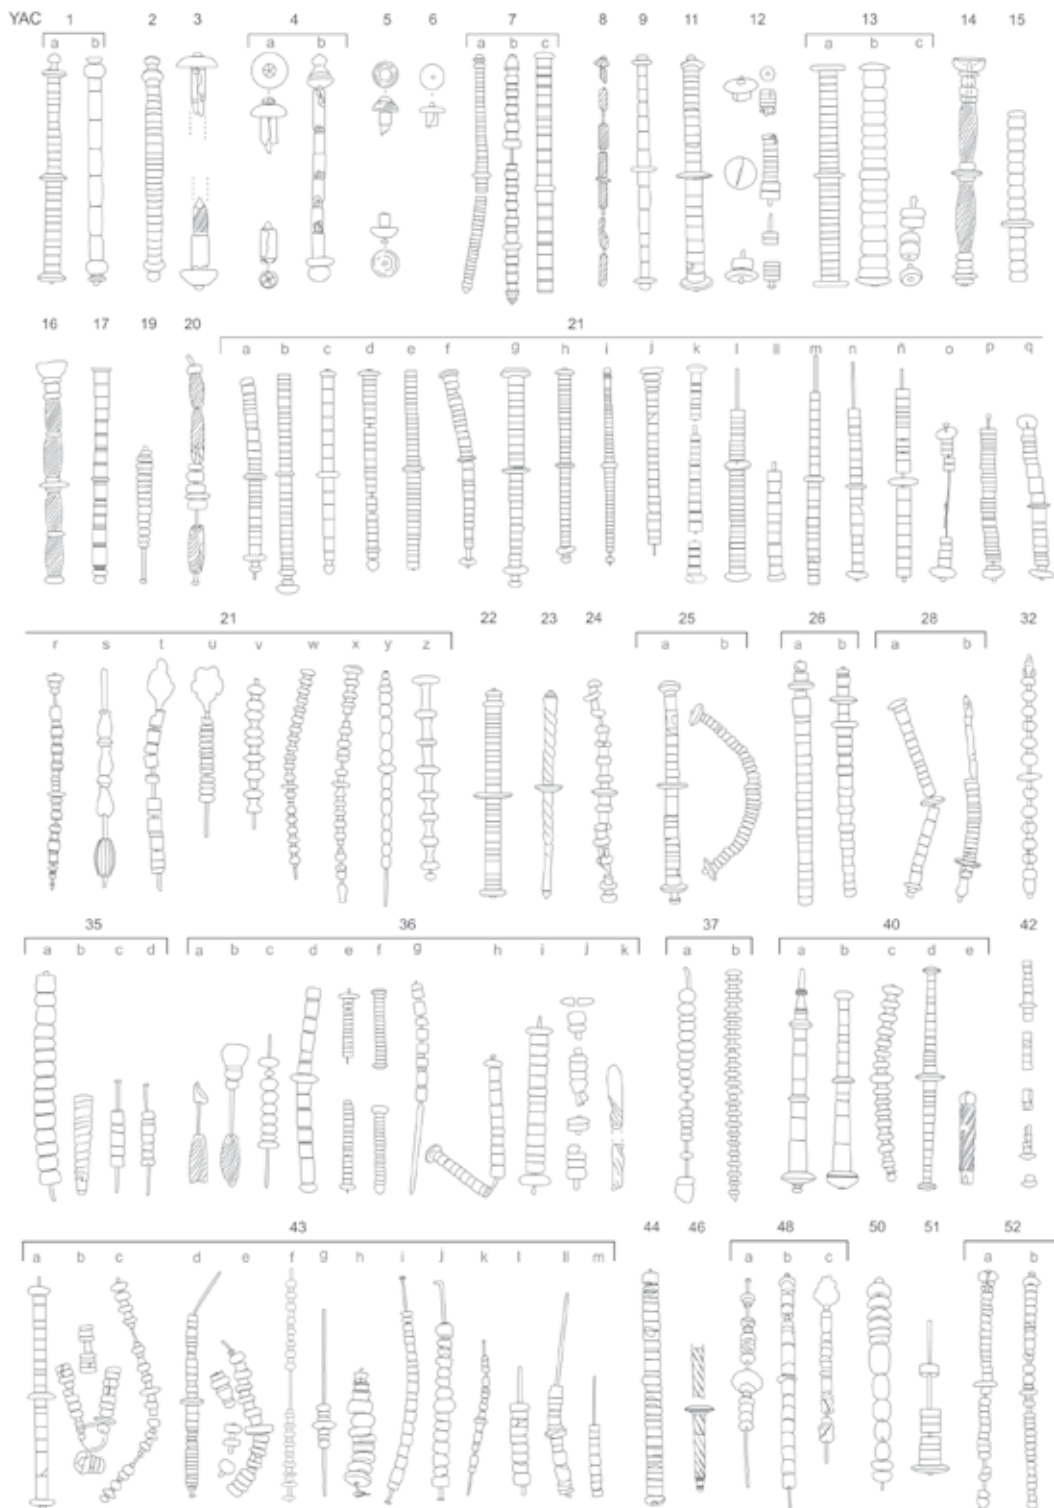 YAC 1 2 3 4 5 6 7 8 9 11 12 13 14 15
a b a b a b c a b c
16 17 19 20 21
a b c d e f g h i j k l ll m n ñ o p q
21 22 23 24 25 26 28 32
r s t u v w x y z a b a b a b
35 36 37 40 42
a b c d a b c d e f g h i j k a b a b c d e
43 44 46 48 50 51 52
a b c d e f g h i j k l ll m a b c a b